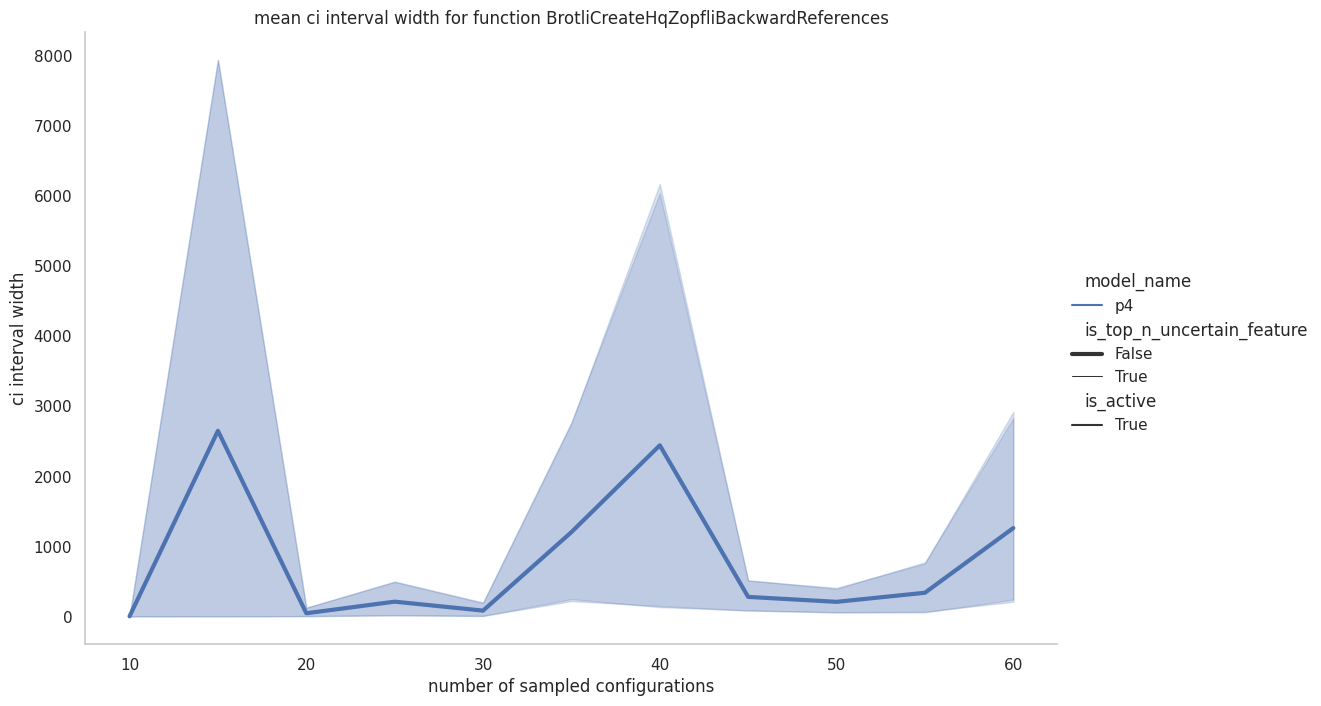 mean ci interval width for function BrotliCreateHqZopfliBackwardReferences
8000
7000
6000
5000
4000
3000
2000
1000
0
ci interval width
10
20
30
40
50
60
number of sampled configurations
model_name
p4
is_top_n_uncertain_feature
False
True
is_active
True